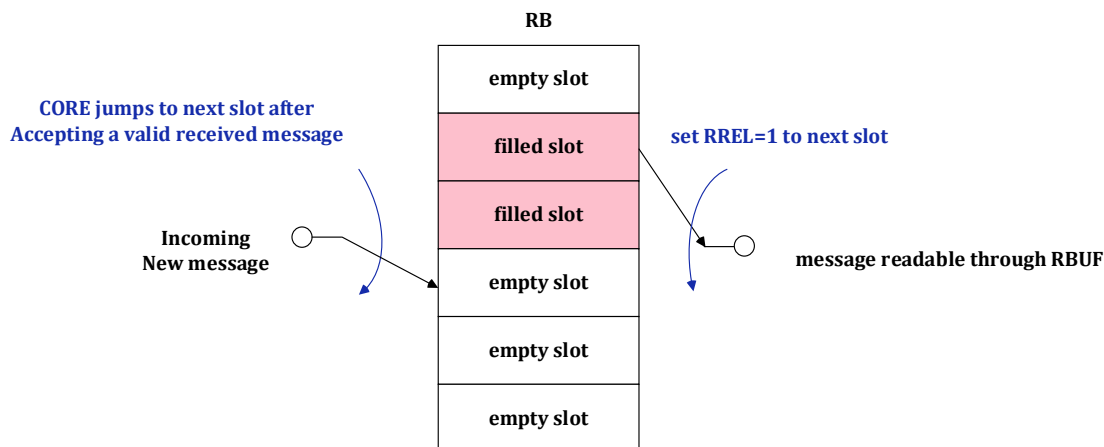 RB
empty slot
CORE jumps to next slot after
Accepting a valid received message
filled slot
set RREL=1 to next slot
filled slot
Incoming
New message
message readable through RBUF
empty slot
empty slot
empty slot